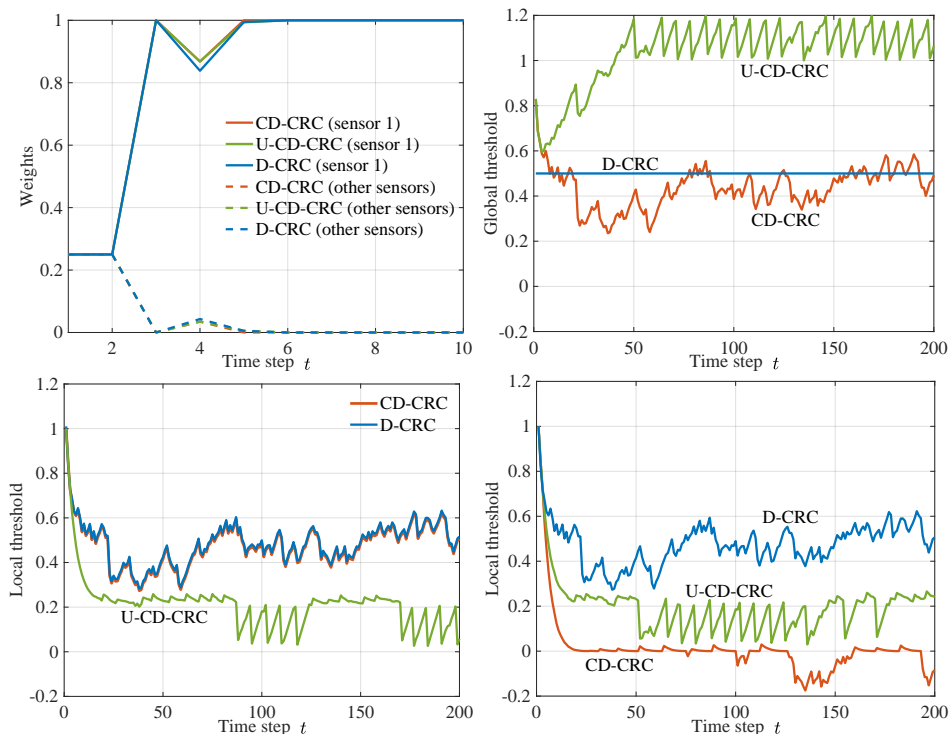 1
0.8
0.6
0.4
0.2
0
Weights
CD-CRC (sensor 1)
U-CD-CRC (sensor 1)
D-CRC (sensor 1)
CD-CRC (other sensors)
U-CD-CRC (other sensors)
D-CRC (other sensors)
2 4 6 8 10
Time step t
1.2
1
0.8
0.6
0.4
0.2
0
-0.2
Global threshold
U-CD-CRC
D-CRC
CD-CRC
0 50 100 150 200
Time step t
1.2
1
0.8
0.6
0.4
0.2
0
-0.2
Local threshold
CD-CRC
D-CRC
U-CD-CRC
0 50 100 150 200
Time step t
1.2
1
0.8
0.6
0.4
0.2
0
-0.2
Local threshold
D-CRC
U-CD-CRC
CD-CRC
0 50 100 150 200
Time step t